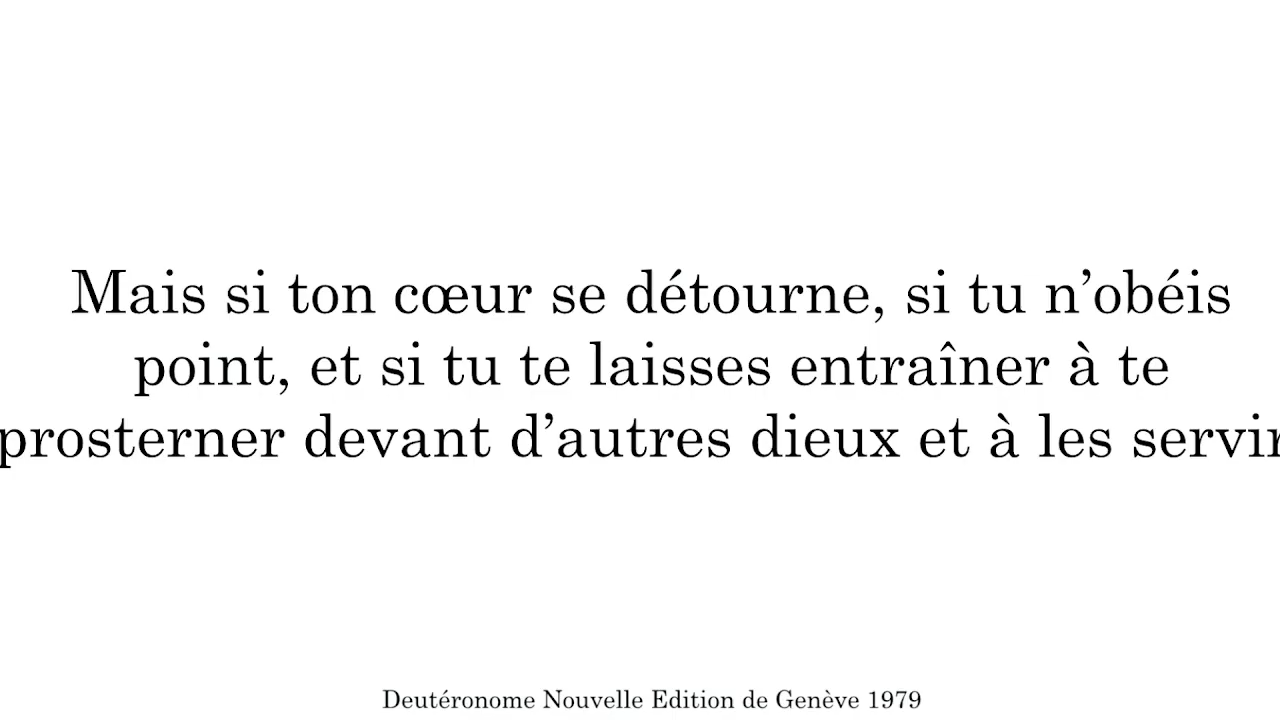 Mais si ton cœur se détourne, si tu n’obéis
point, et si tu te laisses entraîner à te
prosterner devant d’autres dieux et à les servir
Deutéronome Nouvelle Edition de Genève 1979